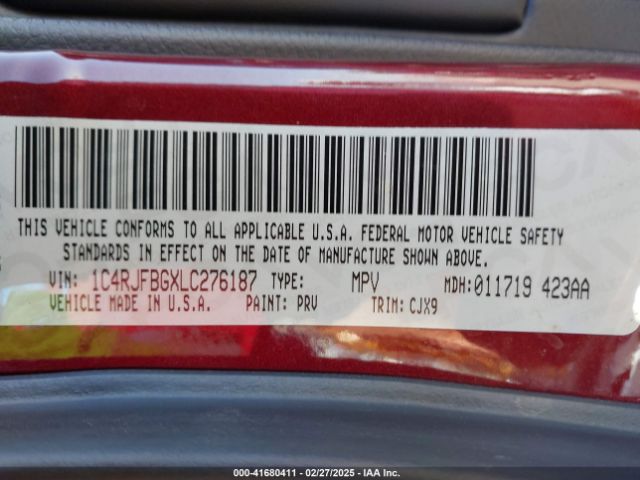 THIS VEHICLE CONFORMS TO ALL APPLICABLE U.S.A. FEDERAL MOTOR VEHICLE SAFETY
STANDARDS IN EFFECT ON THE DATE OF MANUFACTURE SHOWN ABOVE.
VIN: 1C4RJFBGXLC276187 TYPE: MPV MDH:011719 423AA
VEHICLE MADE IN U.S.A. PAINT: PRV TRIM: CJX9
000-41680411 | 02/27/2025 | IAA Inc.